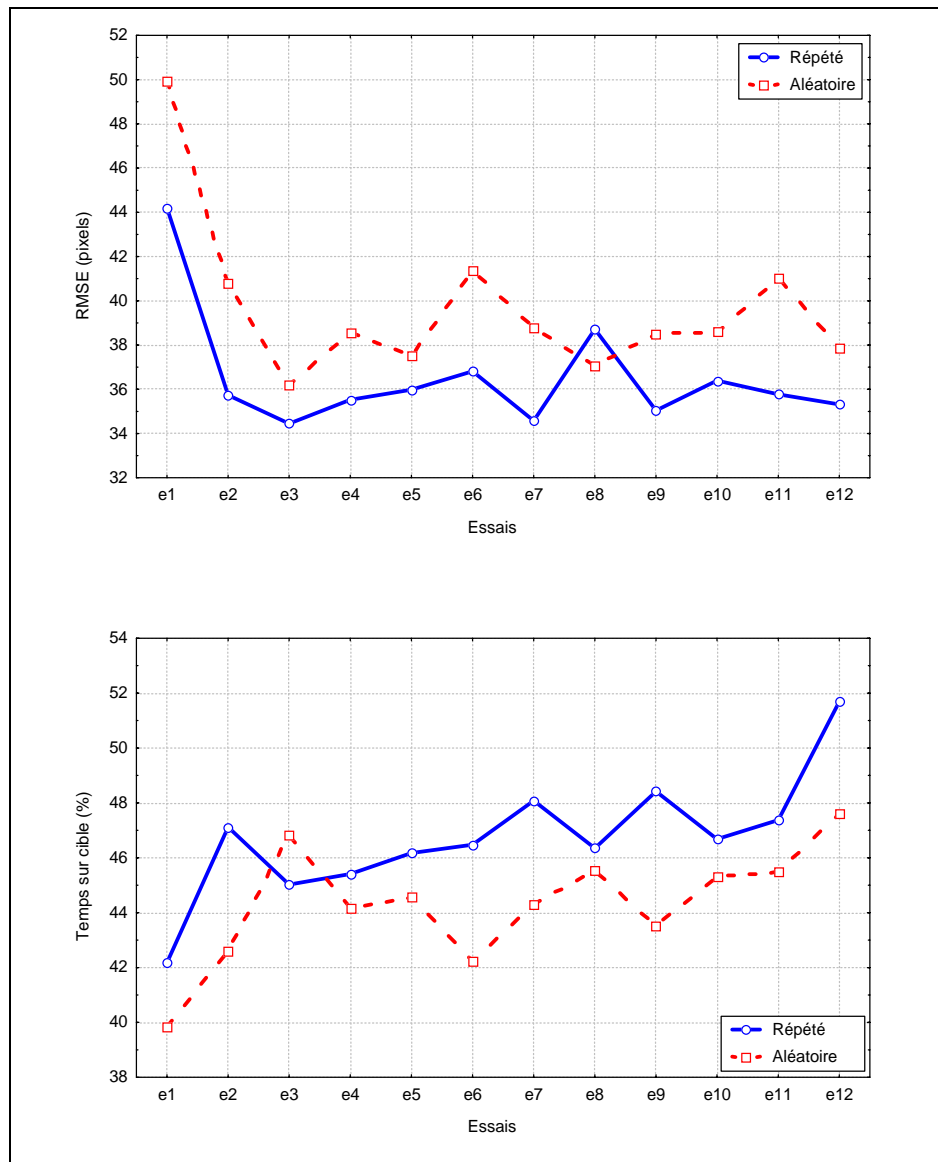 52
50
48
46
44
42
40
38
36
34
32
RMSE (pixels)
Répété
Aléatoire
e1 e2 e3 e4 e5 e6 e7 e8 e9 e10 e11 e12
Essais
54
52
50
48
46
44
42
40
38
Temps sur cible (%)
Répété
Aléatoire
e1 e2 e3 e4 e5 e6 e7 e8 e9 e10 e11 e12
Essais